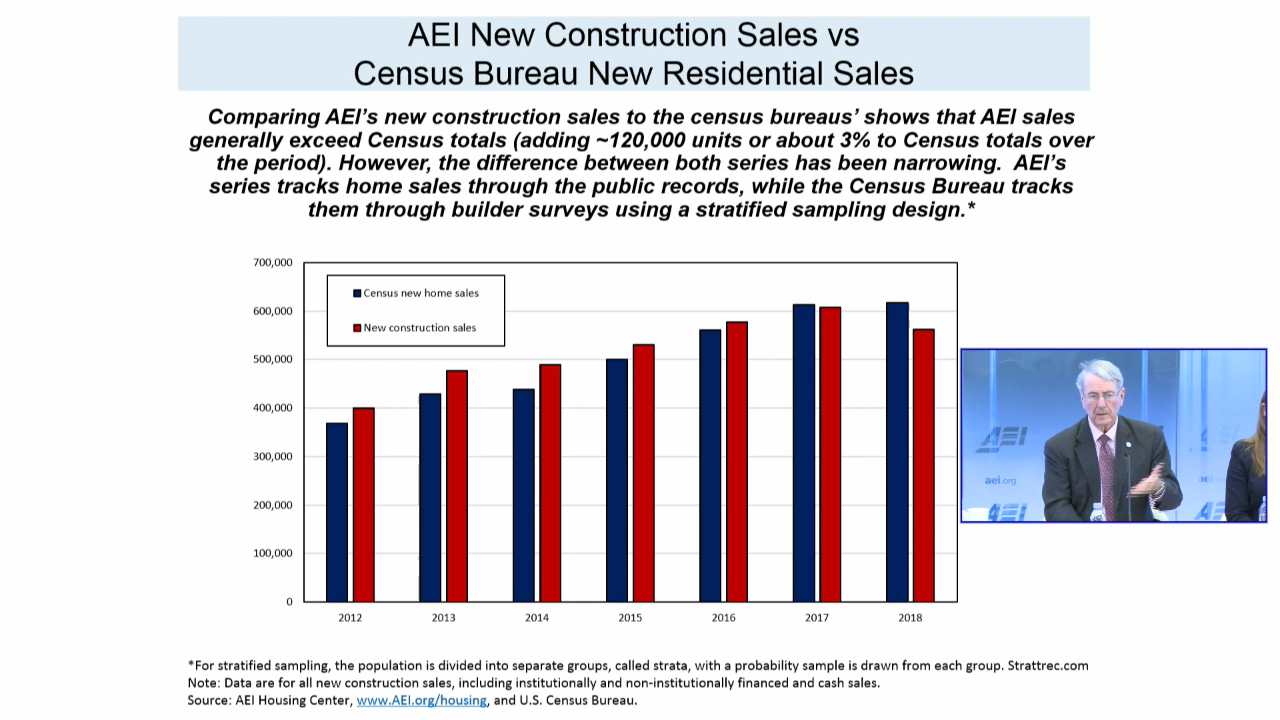 AEI New Construction Sales vs
Census Bureau New Residential Sales
Comparing AEI's new construction sales to the census bureaus' shows that AEI sales
generally exceed Census totals (adding ~120,000 units or about 3% to Census totals over
the period). However, the difference between both series has been narrowing.  AEI's
series tracks home sales through the public records, while the Census Bureau tracks
them through builder surveys using a stratified sampling design.*
700,000
600,000
500,000
400,000
300,000
200,000
100,000
0
Census new home sales
New construction sales
2012 2013 2014 2015 2016 2017 2018
AEI
aei.org
AEI
AEI
aei
AEI
*For stratified sampling, the population is divided into separate groups, called strata, with a probability sample is drawn from each group. Strattrec.com
Note: Data are for all new construction sales, including institutionally and non-institutionally financed and cash sales.
Source: AEI Housing Center, www.AEI.org/housing, and U.S. Census Bureau.